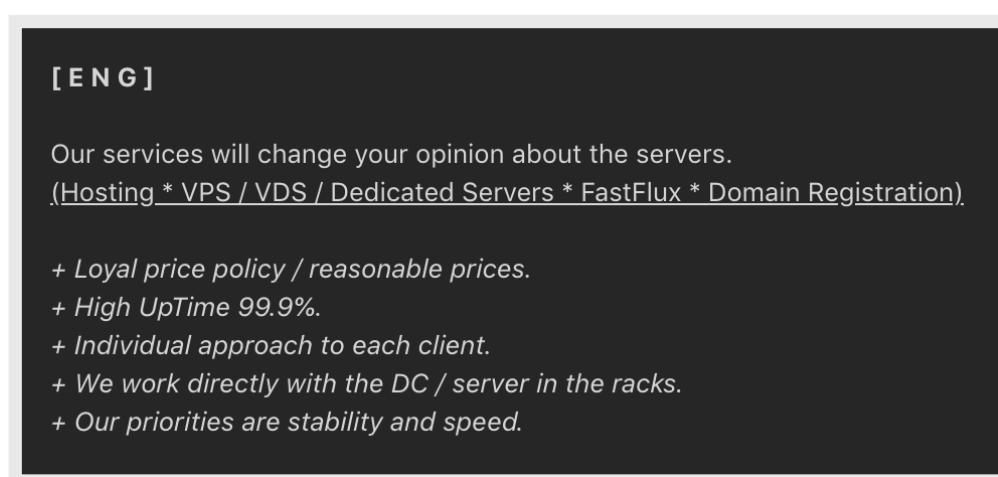 [ E N G ]
Our services will change your opinion about the servers.
(Hosting * VPS / VDS / Dedicated Servers * FastFlux * Domain Registration)
+ Loyal price policy / reasonable prices.
+ High UpTime 99.9%.
+ Individual approach to each client.
+ We work directly with the DC / server in the racks.
+ Our priorities are stability and speed.